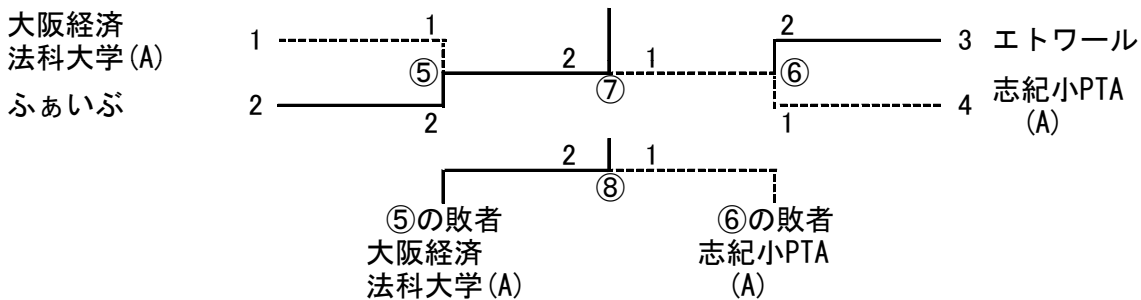 大阪経済
法科大学(A)
1
1
2
3 エトワール
⑤
2
1
⑥
⑦
ふぁいぶ
2
2
1
4
志紀小PTA
(A)
2
1
⑧
⑤の敗者
大阪経済
法科大学(A)
⑥の敗者
志紀小PTA
(A)